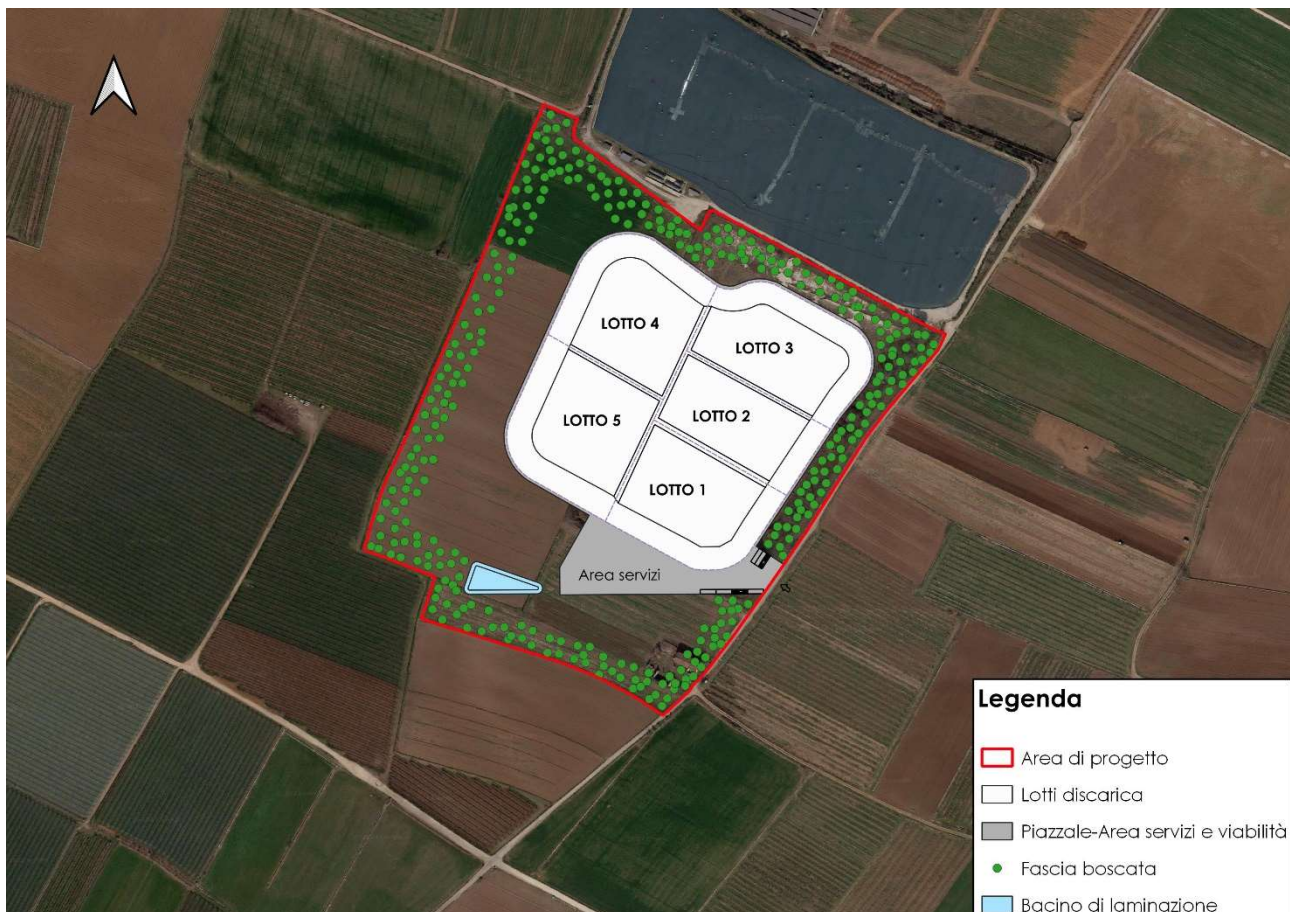 LOTTO 4
LOTTO 3
LOTTO 2
LOTTO 5
LOTTO 1
Area servizi
Legenda
Area di progetto
Lotti discarica
Piazzale-Area servizi e viabilità
Fascia boscata
Bacino di laminazione